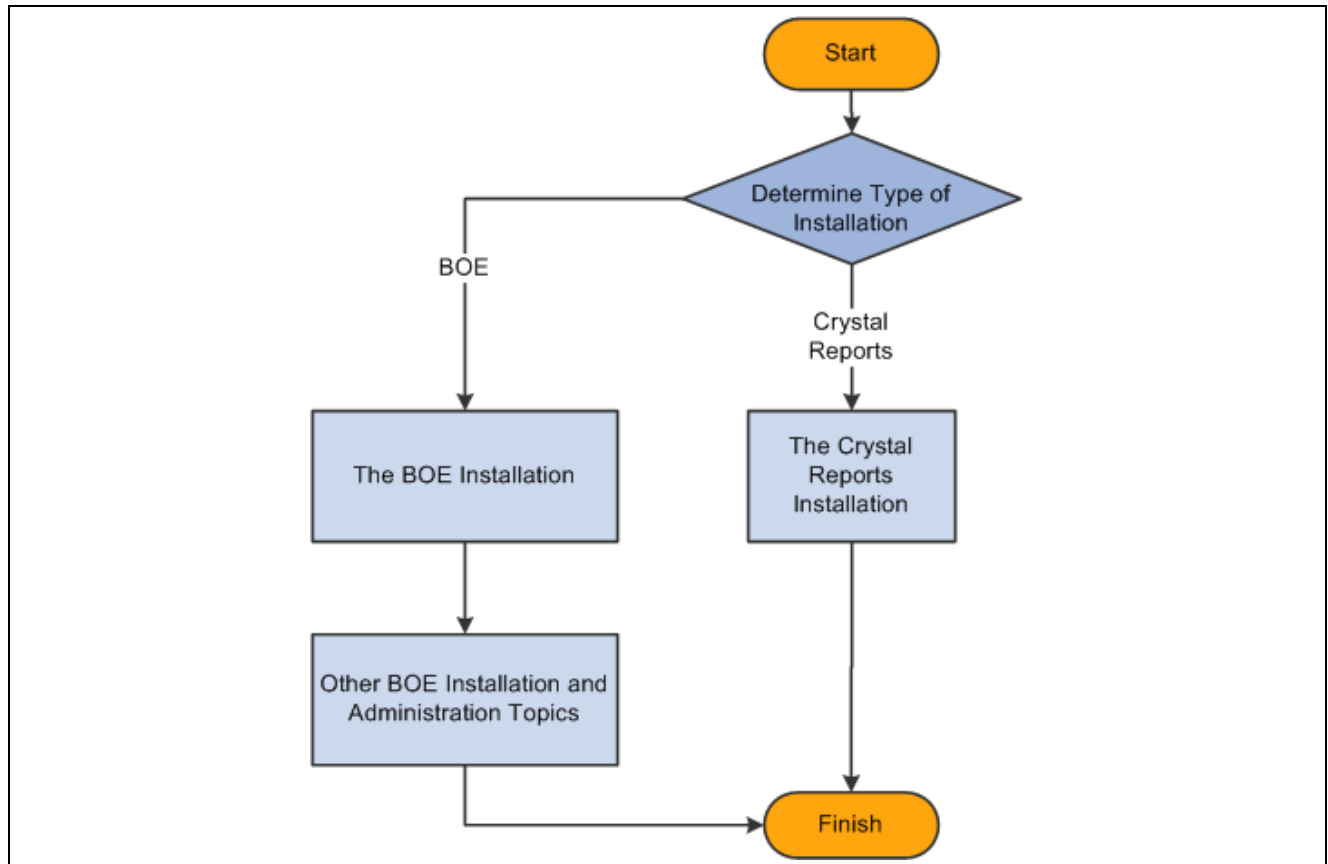 Start
Determine Type of
Installation
BOE
Crystal
Reports
The BOE Installation
The Crystal
Reports
Installation
Other BOE Installation and
Administration Topics
Finish